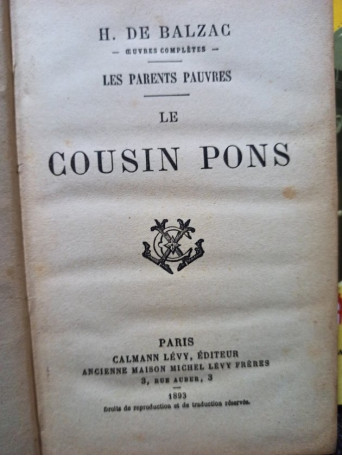 H. DE BALZAC
— ŒUVRES COMPLÈTES —
LES PARENTS PAUVRES
LE
COUSIN PONS
PARIS
CALMANN LÉVY, ÉDITEUR
ANCIENNE MAISON MICHEL LÉVY FRÈRES
3, RUE AUBER, 3
1893
Droits de reproduction et de traduction réservés.